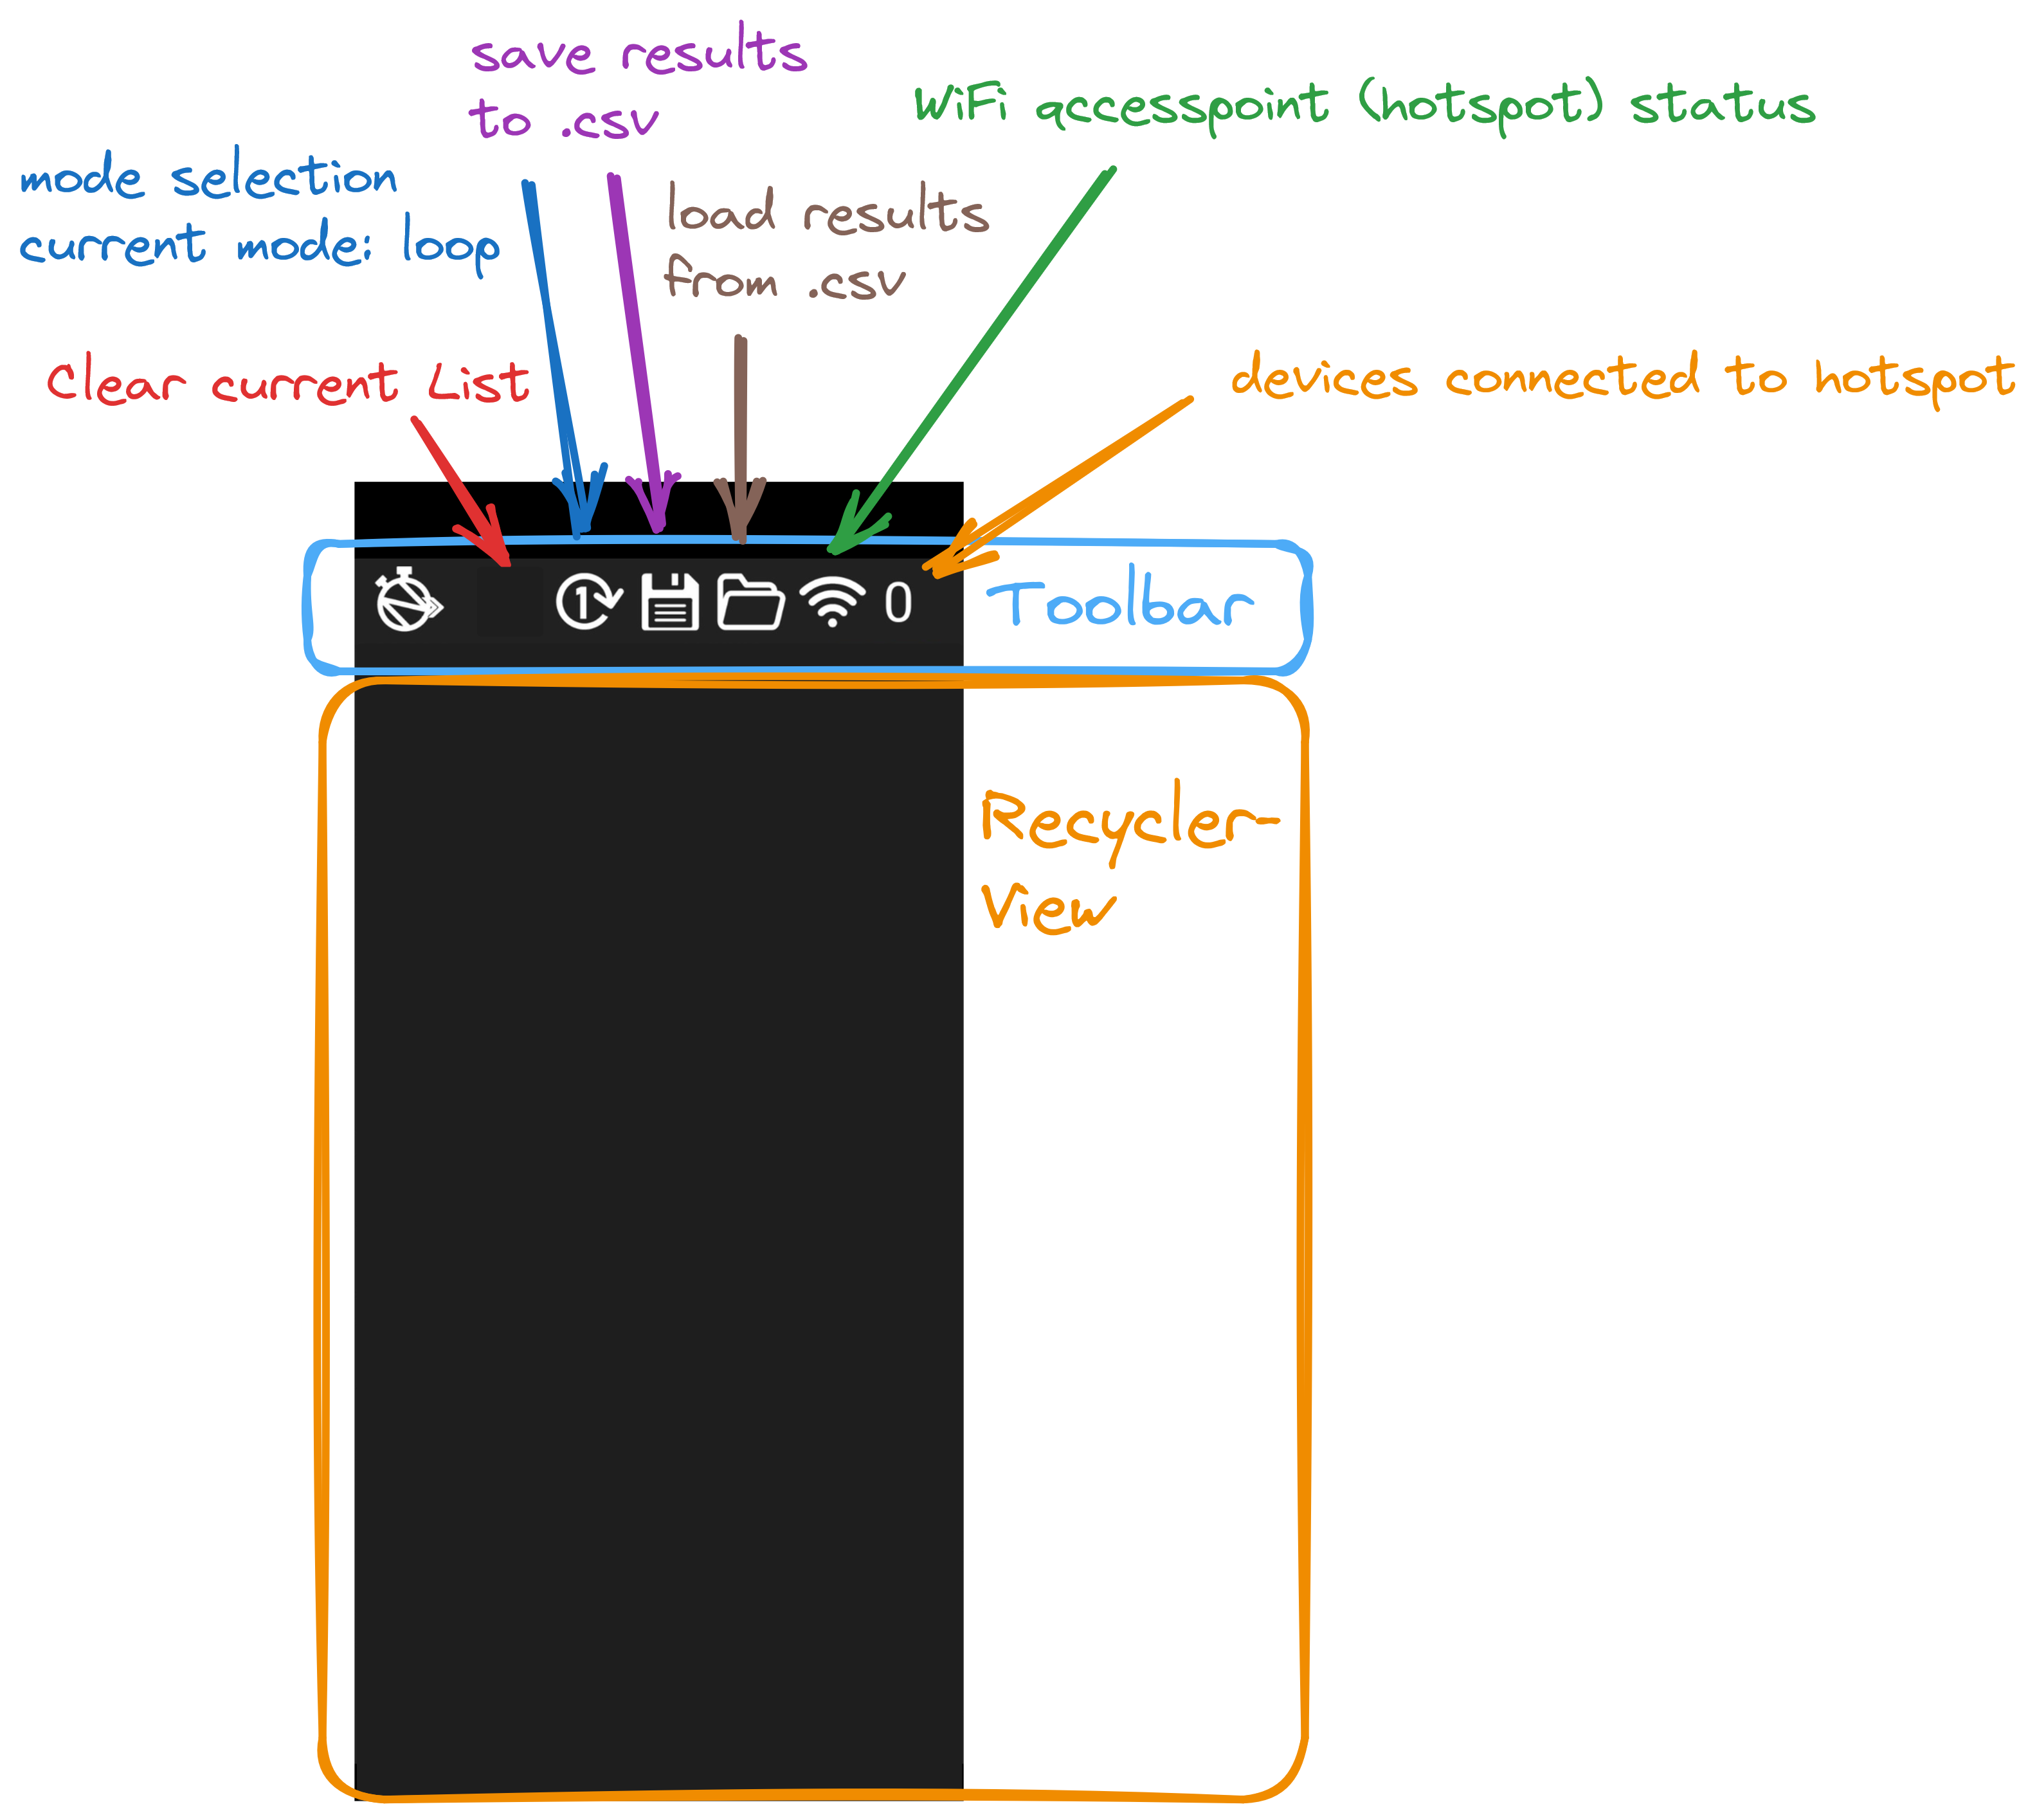 save results
to .csv
WiFi accesspoint (hotspot) status
mode selection
current mode: loop
load results
from .csv
Clear current List
devices connected to hotspot
1
0
Toolbar
Recycler-
View